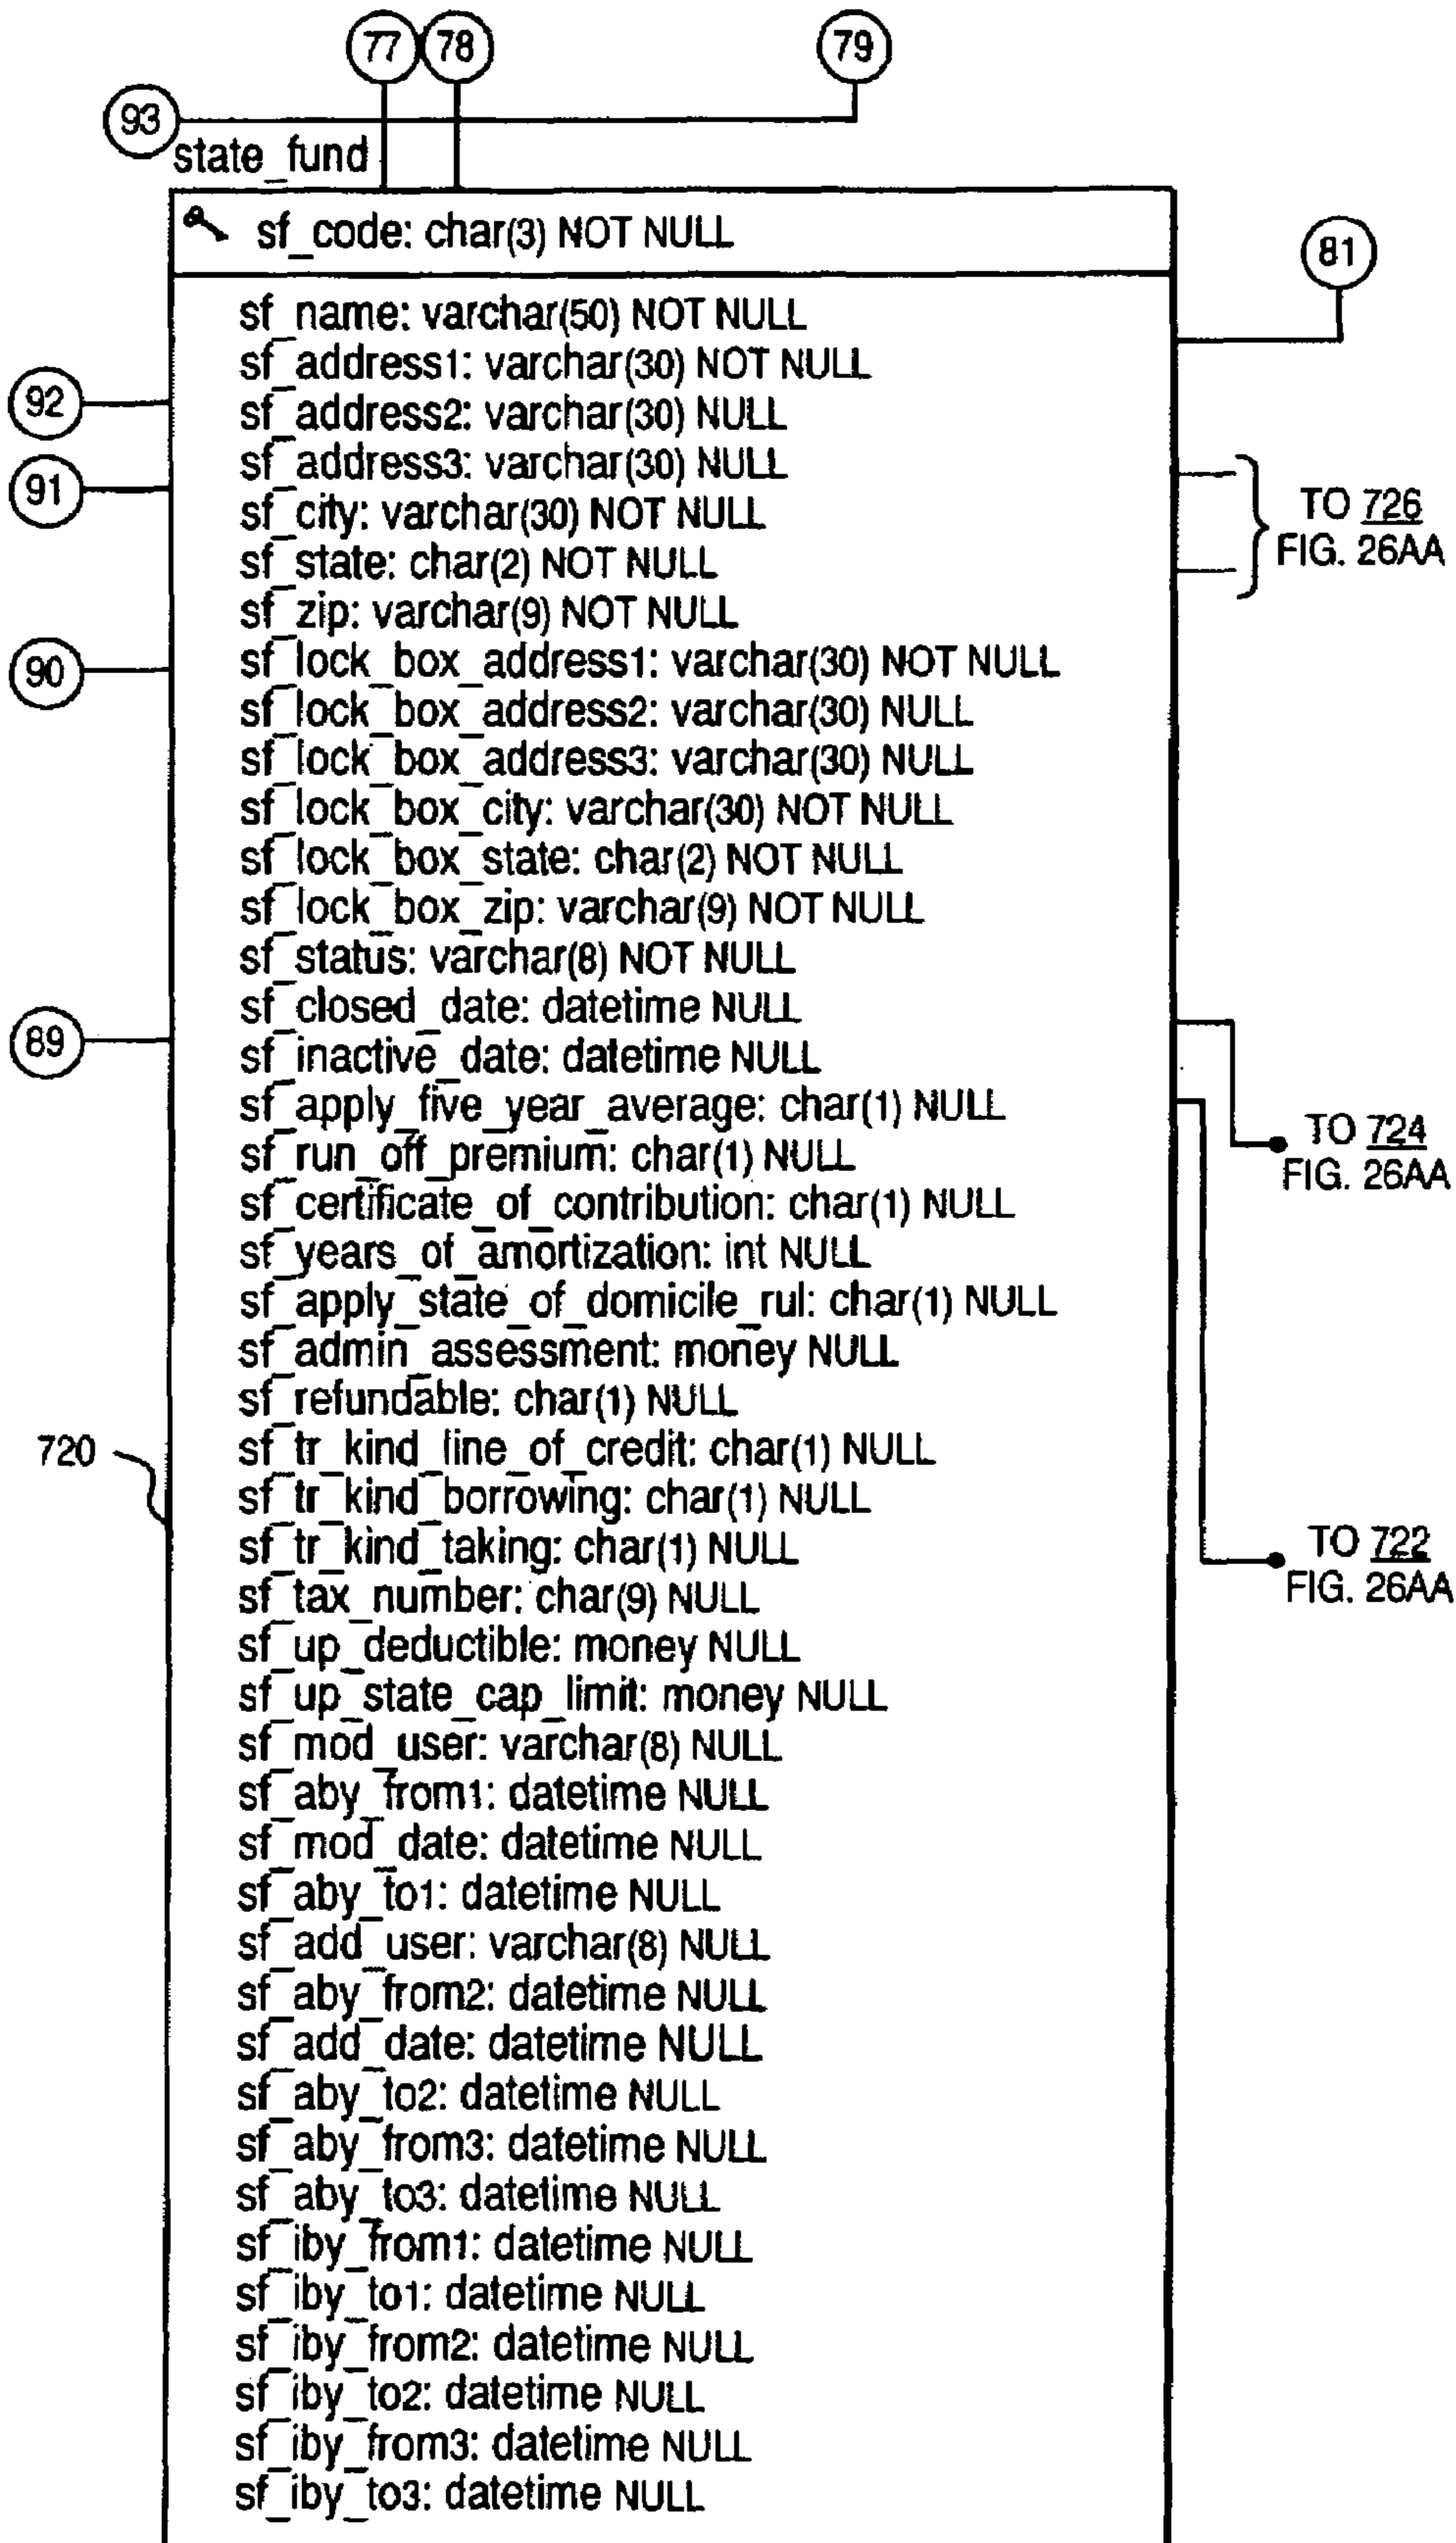 77 78 79
93
state_fund
sf_code: char(3) NOT NULL
81
sf_name: varchar(50) NOT NULL
sf_address1: varchar(30) NOT NULL
92
sf_address2: varchar(30) NULL
sf_address3: varchar(30) NULL
91
sf_city: varchar(30) NOT NULL
TO 726
FIG. 26AA
sf_state: char(2) NOT NULL
sf_zip: varchar(9) NOT NULL
90
sf_lock_box_address1: varchar(30) NOT NULL
sf_lock_box_address2: varchar(30) NULL
sf_lock_box_address3: varchar(30) NULL
sf_lock_box_city: varchar(30) NOT NULL
sf_lock_box_state: char(2) NOT NULL
sf_lock_box_zip: varchar(9) NOT NULL
sf_status: varchar(8) NOT NULL
sf_closed_date: datetime NULL
89
sf_inactive_date: datetime NULL
sf_apply_five_year_average: char(1) NULL
TO 724
FIG. 26AA
sf_run_off_premium: char(1) NULL
sf_certificate_of_contribution: char(1) NULL
sf_years_of_amortization: int NULL
sf_apply_state_of_domicile_rul: char(1) NULL
sf_admin_assessment: money NULL
sf_refundable: char(1) NULL
720
sf_tr_kind_line_of_credit: char(1) NULL
sf_tr_kind_borrowing: char(1) NULL
sf_tr_kind_taking: char(1) NULL
TO 722
FIG. 26AA
sf_tax_number: char(9) NULL
sf_up_deductible: money NULL
sf_up_state_cap_limit: money NULL
sf_mod_user: varchar(8) NULL
sf_aby_from1: datetime NULL
sf_mod_date: datetime NULL
sf_aby_to1: datetime NULL
sf_add_user: varchar(8) NULL
sf_aby_from2: datetime NULL
sf_add_date: datetime NULL
sf_aby_to2: datetime NULL
sf_aby_from3: datetime NULL
sf_aby_to3: datetime NULL
sf_iby_from1: datetime NULL
sf_iby_to1: datetime NULL
sf_iby_from2: datetime NULL
sf_iby_to2: datetime NULL
sf_iby_from3: datetime NULL
sf_iby_to3: datetime NULL